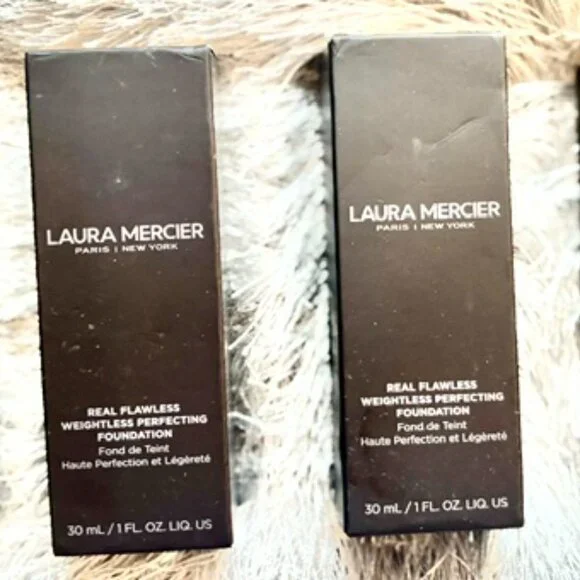 LAURA MERCIER
PARIS | NEW YORK
REAL FLAWLESS
WEIGHTLESS PERFECTING
FOUNDATION
Fond de Teint
Haute Perfection et Légèreté
30 mL / 1 FL. OZ. LIQ. US
LAURA MERCIER
PARIS | NEW YORK
REAL FLAWLESS
WEIGHTLESS PERFECTING
FOUNDATION
Fond de Teint
Haute Perfection et Légèreté
30 mL / 1 FL. OZ. LIQ. US